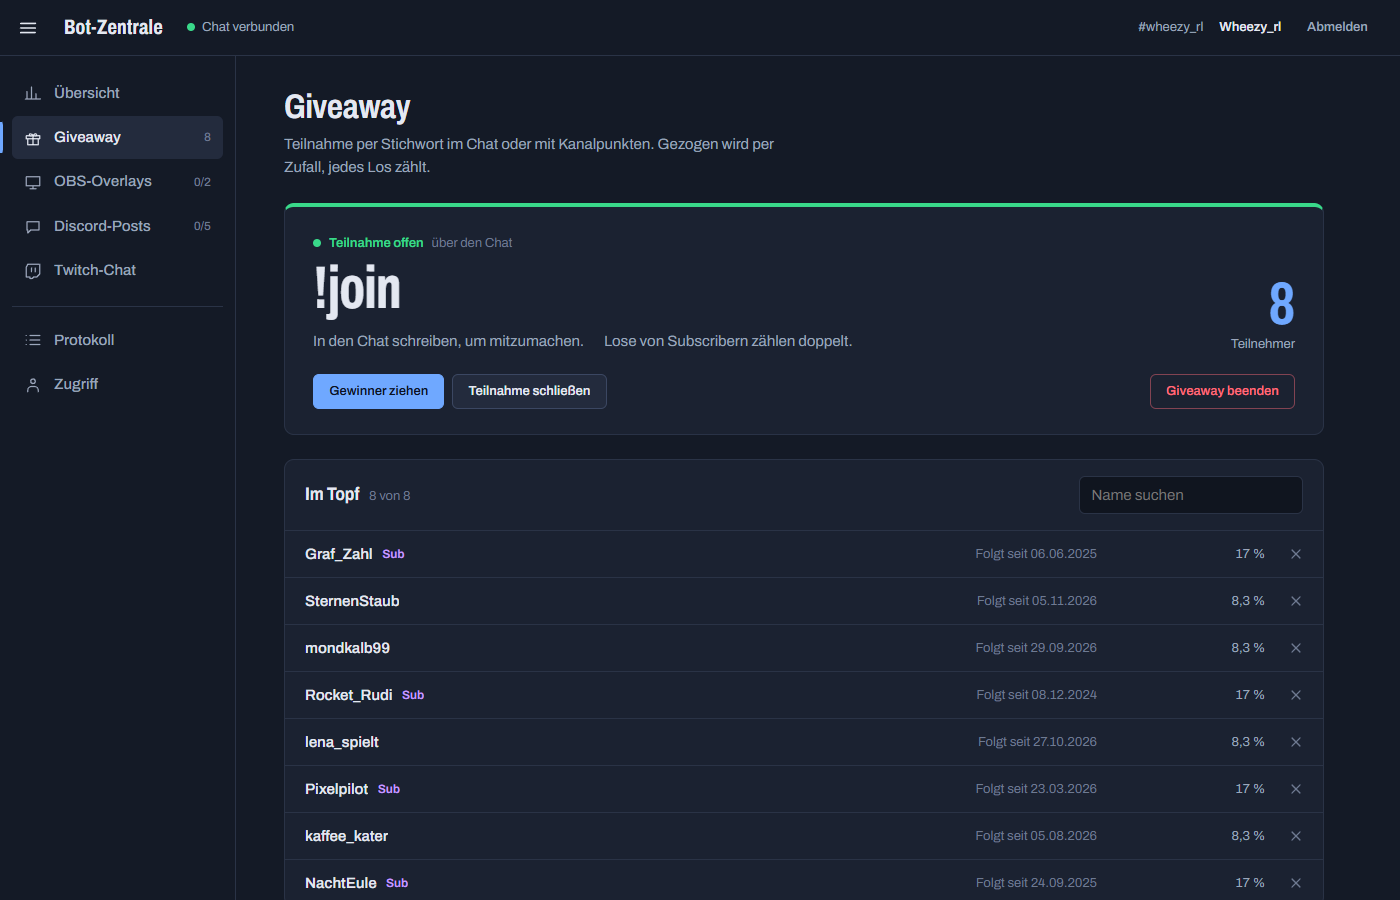 Bot-Zentrale
Chat verbunden
#wheezy_rl
Wheezy_rl
Abmelden
Übersicht
Giveaway 8
OBS-Overlays 0/2
Discord-Posts 0/5
Twitch-Chat
Protokoll
Zugriff
Giveaway
Teilnahme per Stichwort im Chat oder mit Kanalpunkten. Gezogen wird per
Zufall, jedes Los zählt.
Teilnahme offen über den Chat
!join
In den Chat schreiben, um mitzumachen. Lose von Subscribern zählen doppelt.
8
Teilnehmer
Gewinner ziehen
Teilnahme schließen
Giveaway beenden
Im Topf 8 von 8
Name suchen
Graf_Zahl Sub Folgt seit 06.06.2025 17 %
SternenStaub Folgt seit 05.11.2026 8,3 %
mondkalb99 Folgt seit 29.09.2026 8,3 %
Rocket_Rudi Sub Folgt seit 08.12.2024 17 %
lena_spielt Folgt seit 27.10.2026 8,3 %
Pixelpilot Sub Folgt seit 23.03.2026 17 %
kaffee_kater Folgt seit 05.08.2026 8,3 %
NachtEule Sub Folgt seit 24.09.2025 17 %